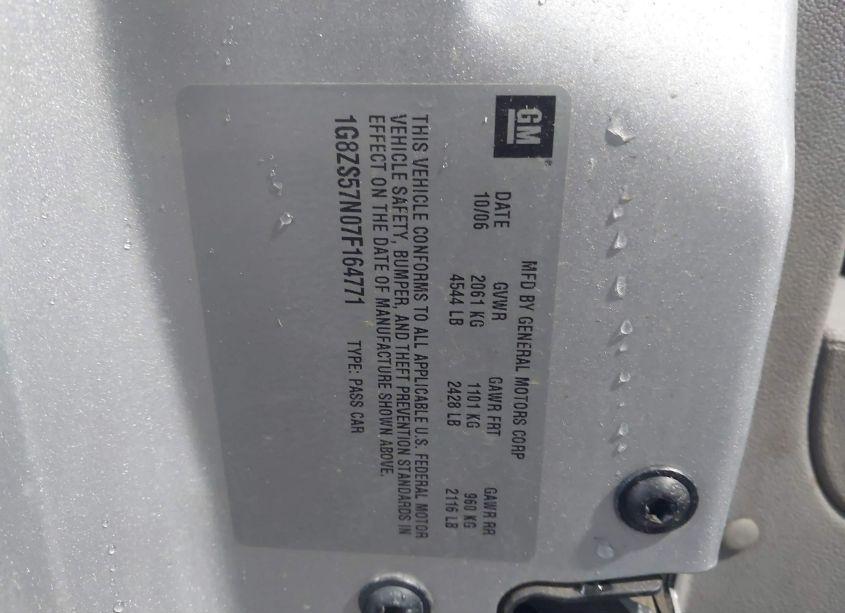 GM
MFD BY GENERAL MOTORS CORP
DATE GVWR GAWR FRT GAWR RR
10/06 2061 KG 1101 KG 960 KG
4544 LB 2428 LB 2116 LB
THIS VEHICLE CONFORMS TO ALL APPLICABLE U.S. FEDERAL MOTOR
VEHICLE SAFETY, BUMPER, AND THEFT PREVENTION STANDARDS IN
EFFECT ON THE DATE OF MANUFACTURE SHOWN ABOVE.
1G8ZS57N07F164771 TYPE: PASS CAR